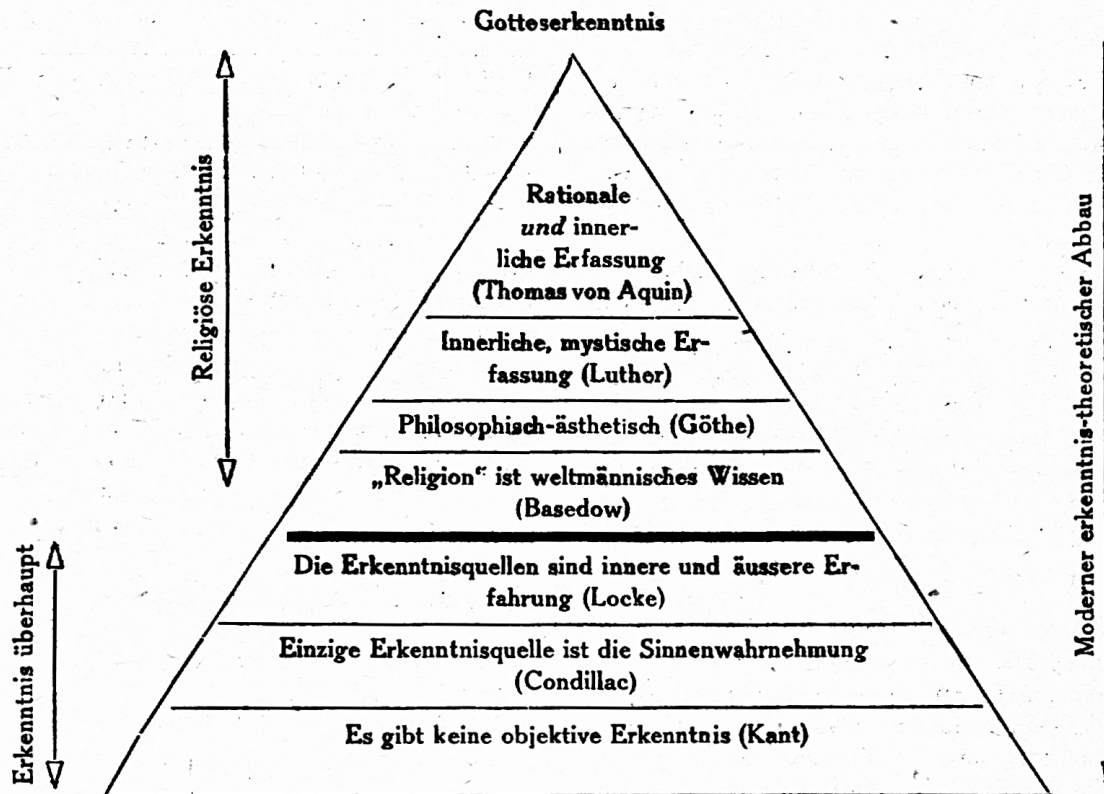 Gotteserkenntnis
Religiöse Erkenntnis
Rationale
und inner-
liche Erfassung
(Thomas von Aquin)
Innerliche, mystische Er-
fassung (Luther)
Philosophisch-ästhetisch (Göthe)
„Religion“ ist weltmännisches Wissen
(Basedow)
Erkenntnis überhaupt
Die Erkenntnisquellen sind innere und äussere Er-
fahrung (Locke)
Einzige Erkenntnisquelle ist die Sinnenwahrnehmung
(Condillac)
Es gibt keine objektive Erkenntnis (Kant)
Moderner erkenntnis-theoretischer Abbau